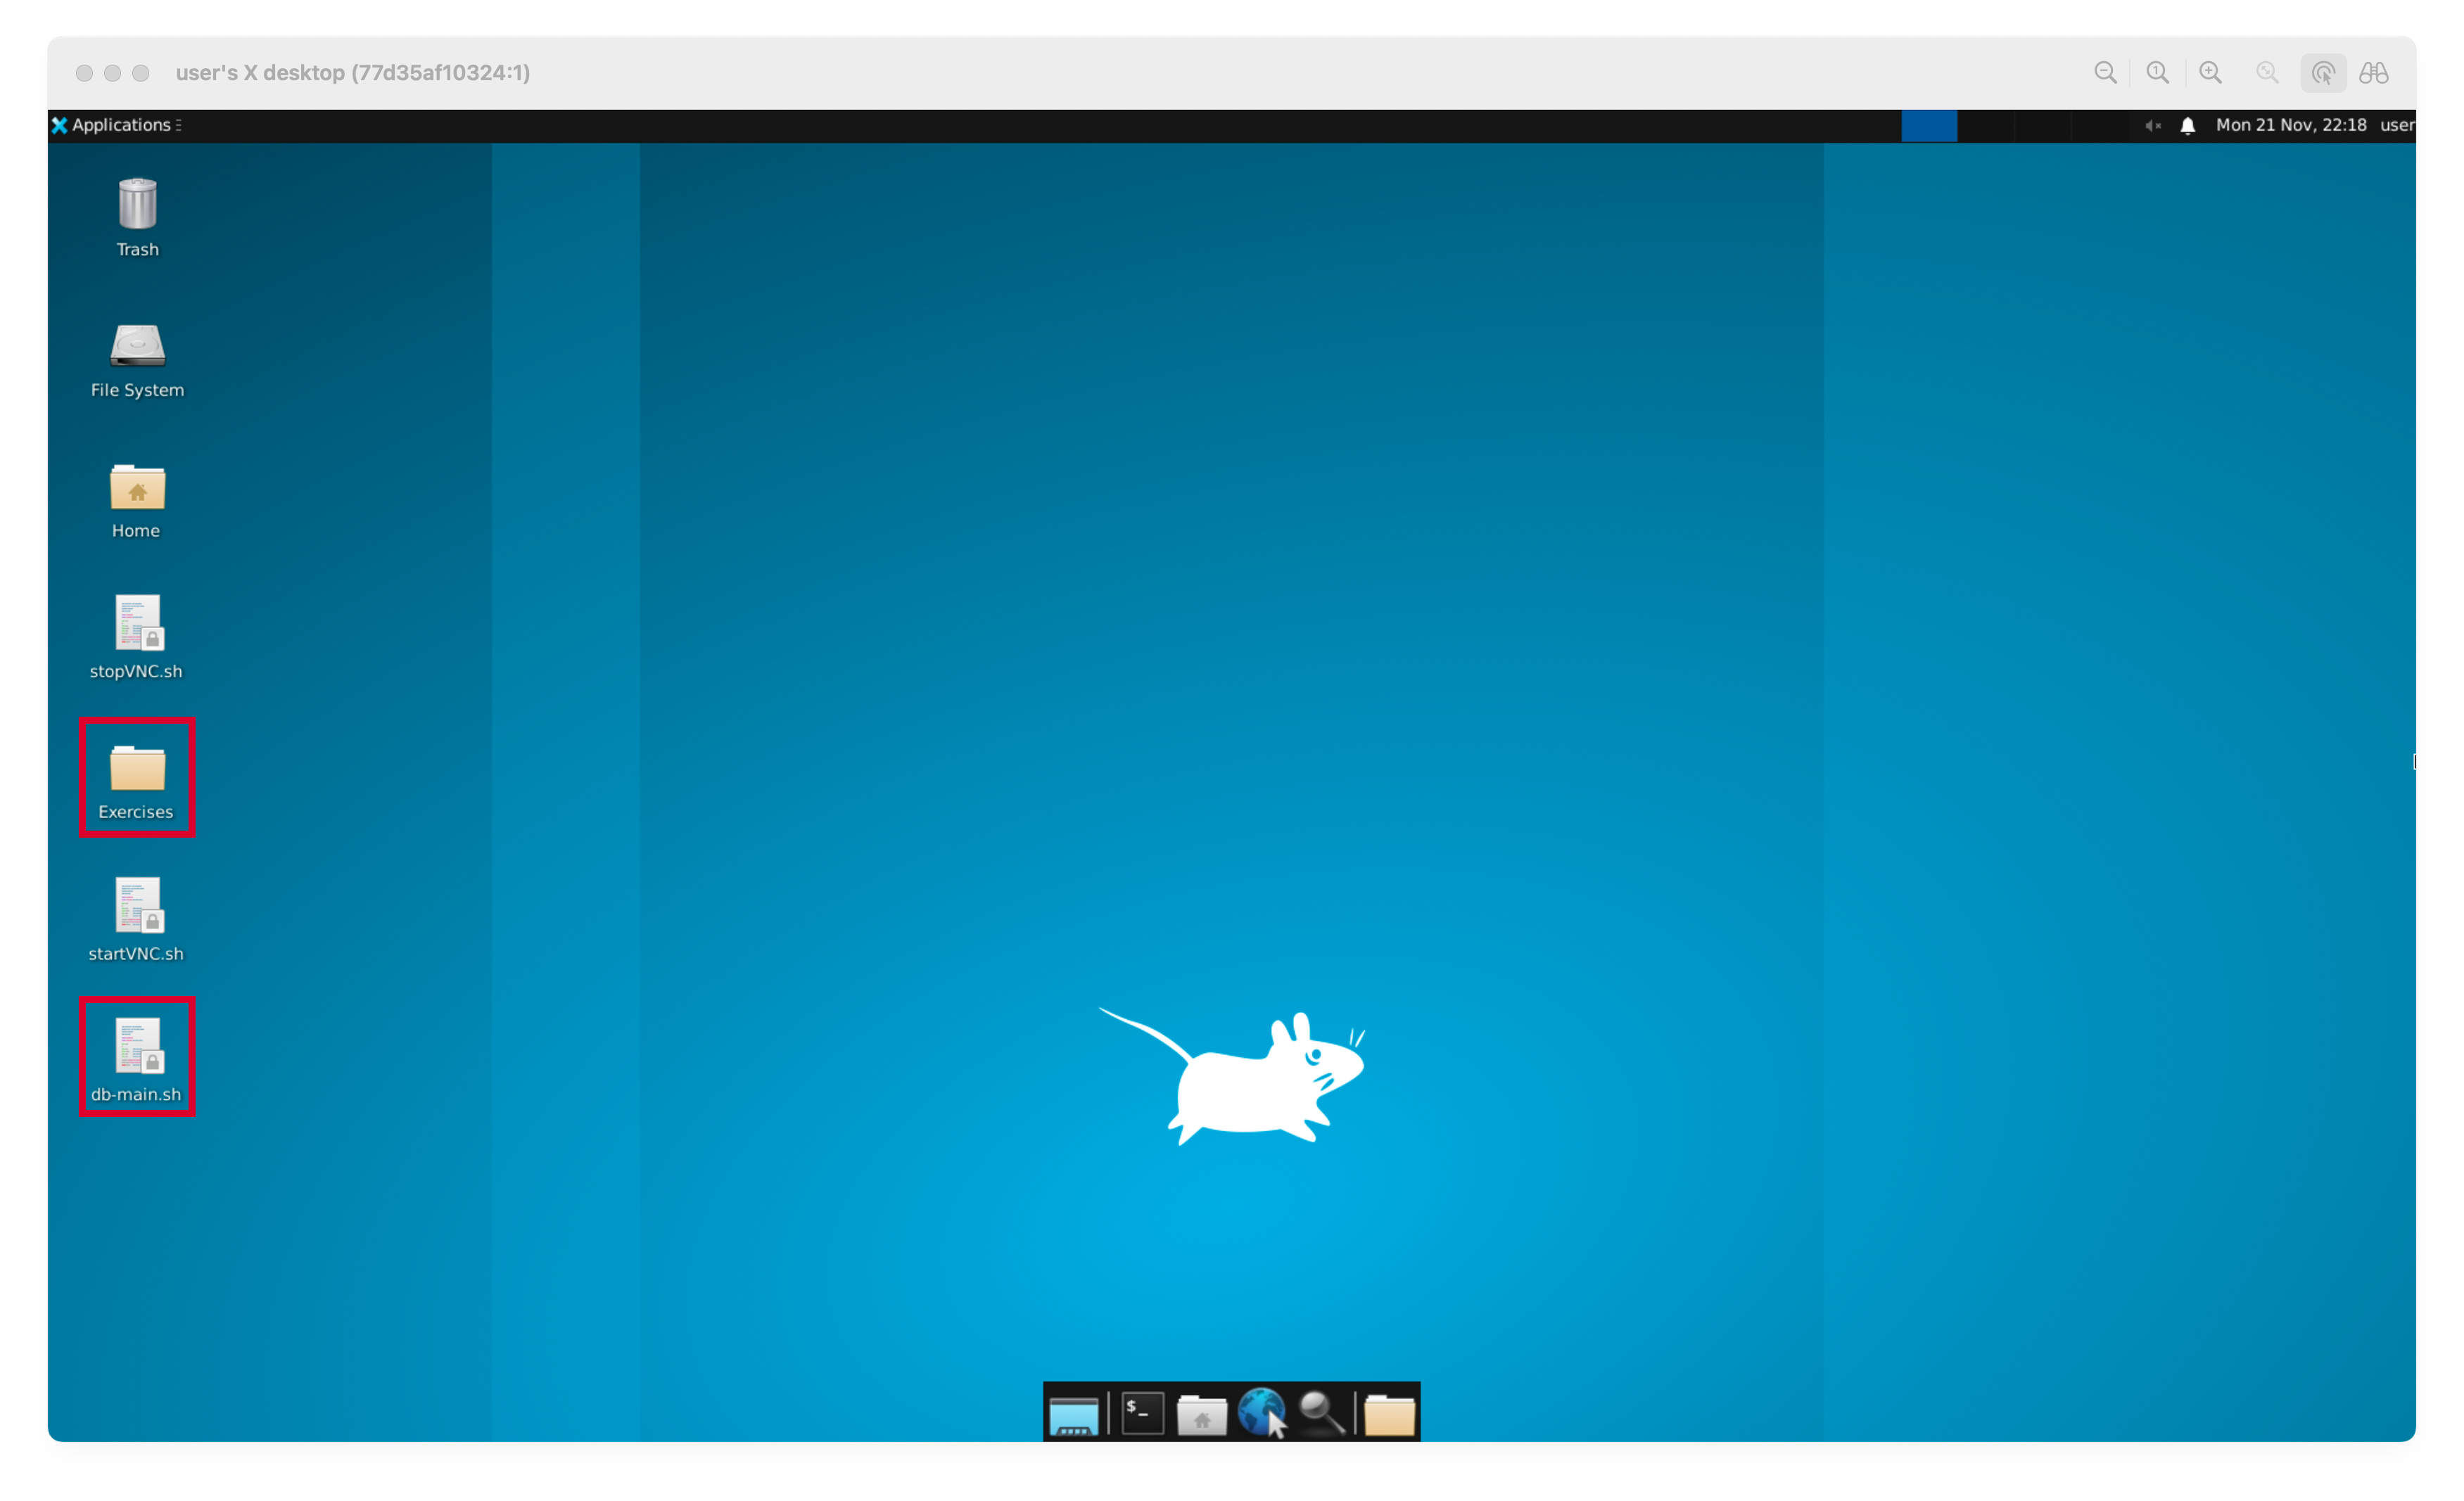 user's X desktop (77d35af10324:1)
Applications
Mon 21 Nov, 22:18 user
Trash
File System
Home
stopVNC.sh
Exercises
startVNC.sh
db-main.sh
$_